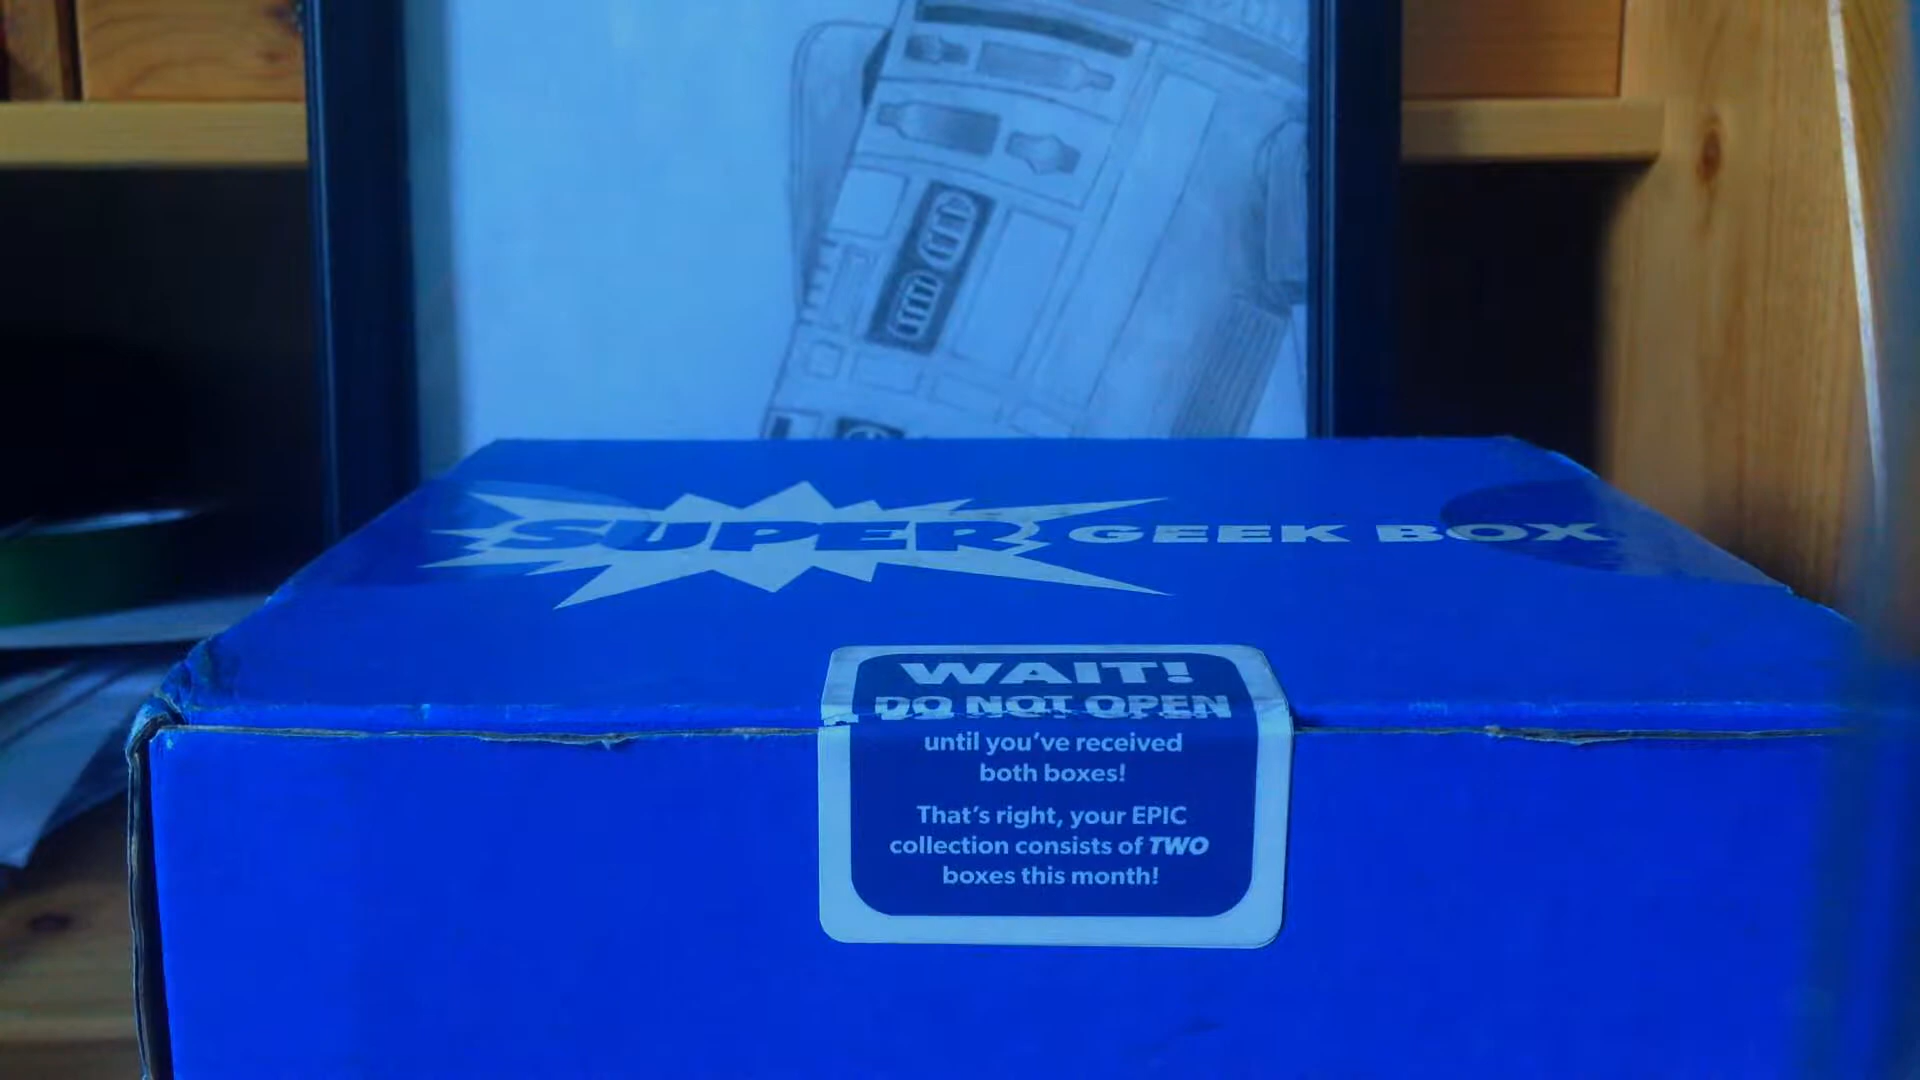 SUPER GEEK BOX
WAIT!
DO NOT OPEN
until you've received
both boxes!
That's right, your EPIC
collection consists of TWO
boxes this month!